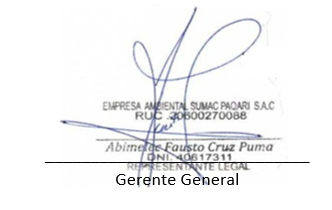 EMPRESA AMBIENTAL SUMAC PAQARI S.A.C
RUC. 20600270088
Abimelec Fausto Cruz Puma
DNI. 40617311
REPRESENTANTE LEGAL
Gerente General